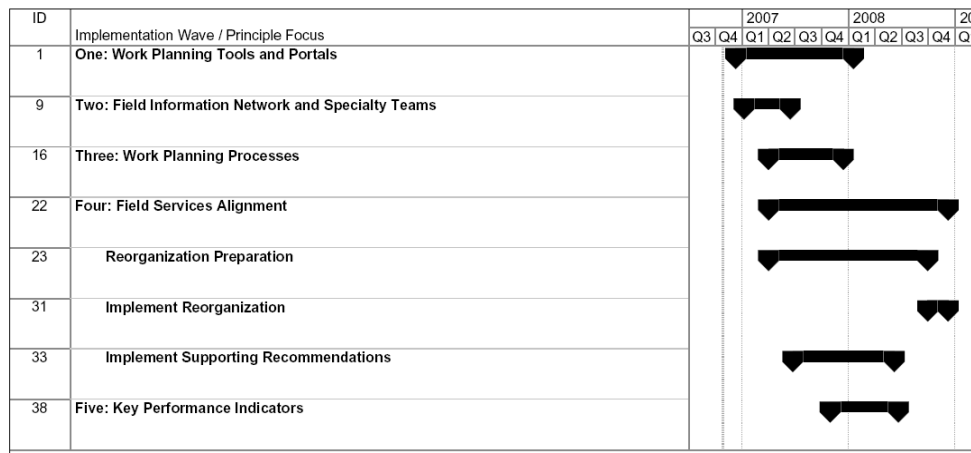 ID
Implementation Wave / Principle Focus
2007 2008 20
Q3 Q4 Q1 Q2 Q3 Q4 Q1 Q2 Q3 Q4 Q
1 One: Work Planning Tools and Portals
9 Two: Field Information Network and Specialty Teams
16 Three: Work Planning Processes
22 Four: Field Services Alignment
23 Reorganization Preparation
31 Implement Reorganization
33 Implement Supporting Recommendations
38 Five: Key Performance Indicators